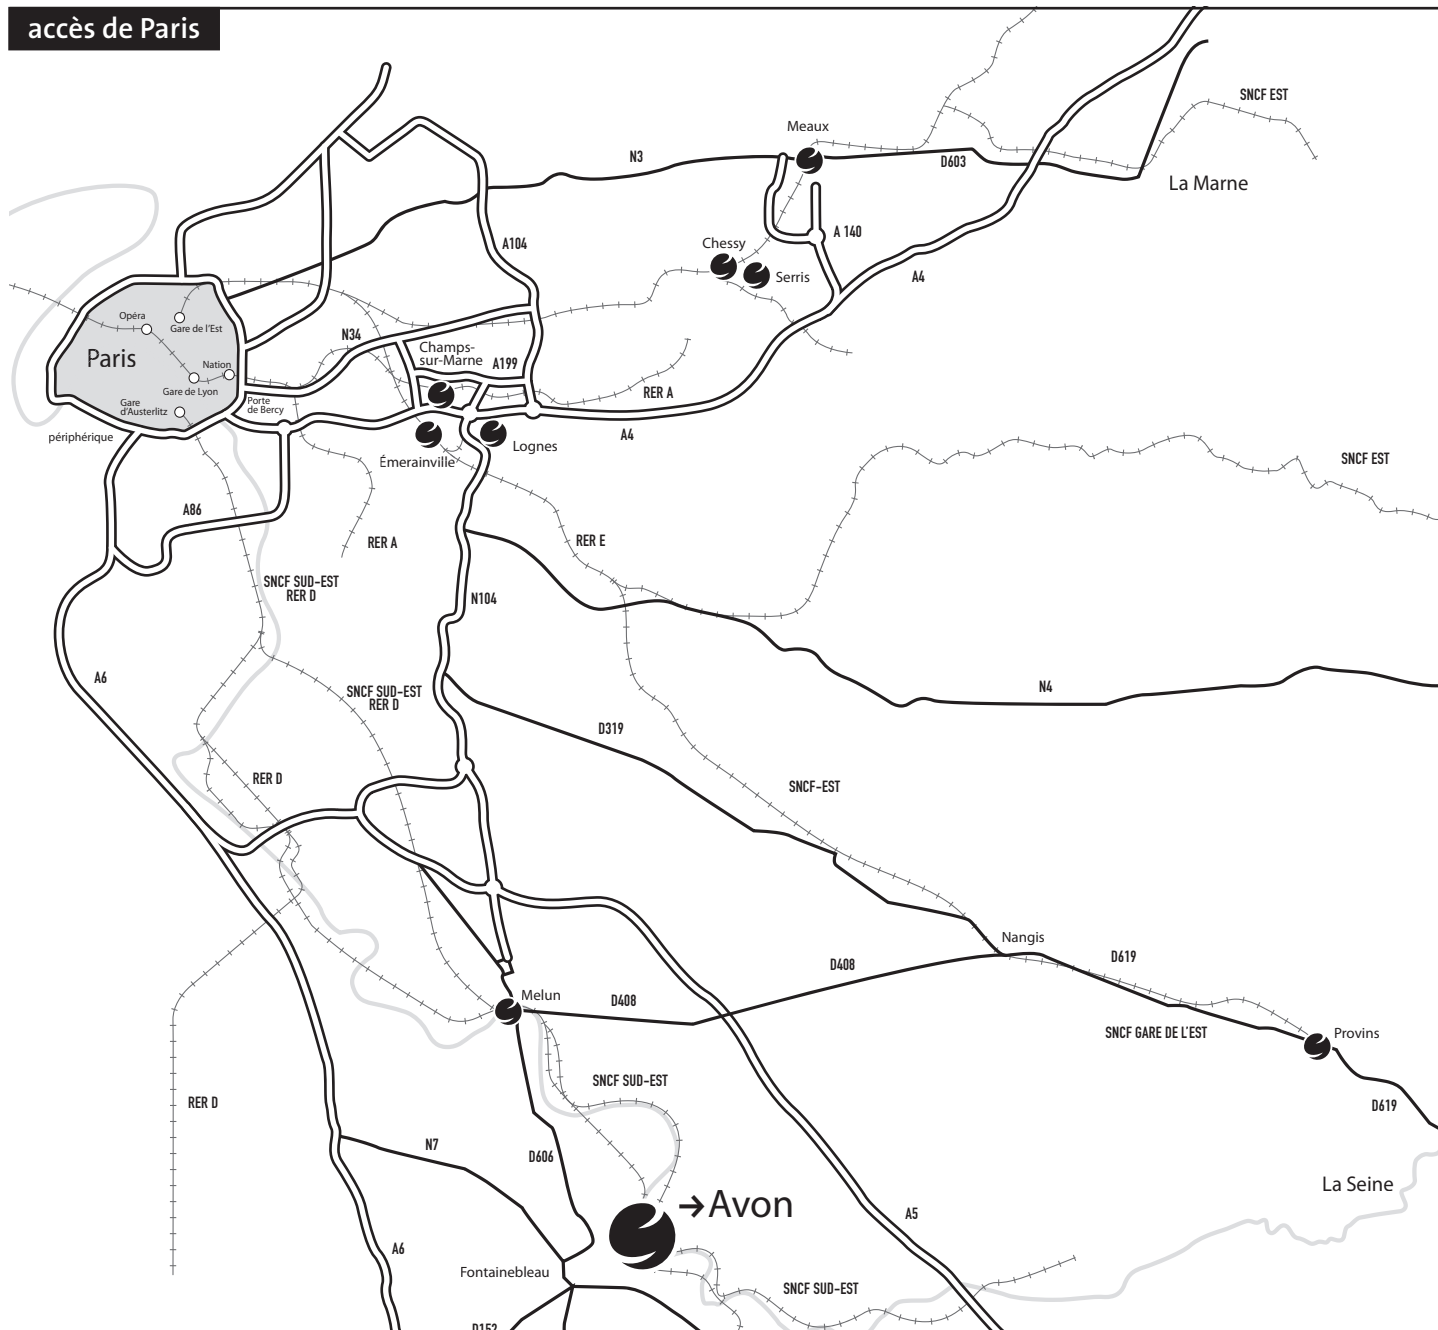 accès de Paris
SNCF EST
Meaux
N3
D603
La Marne
A 140
A104
Chessy
Serris
A4
Opéra
Gare de l'Est
N34
Champs-
sur-Marne
Paris
Nation
A199
Gare de Lyon
RER A
Porte
de Bercy
Gare
d'Austerlitz
périphérique
A4
Lognes
Émerainville
SNCF EST
A86
RER A
RER E
SNCF SUD-EST
RER D
N104
A6
SNCF SUD-EST
RER D
N4
D319
RER D
SNCF-EST
Nangis
D619
D408
Melun
D408
SNCF GARE DE L'EST
Provins
SNCF SUD-EST
RER D
D619
N7
D606
La Seine
→Avon
A5
A6
Fontainebleau
SNCF SUD-EST
D152